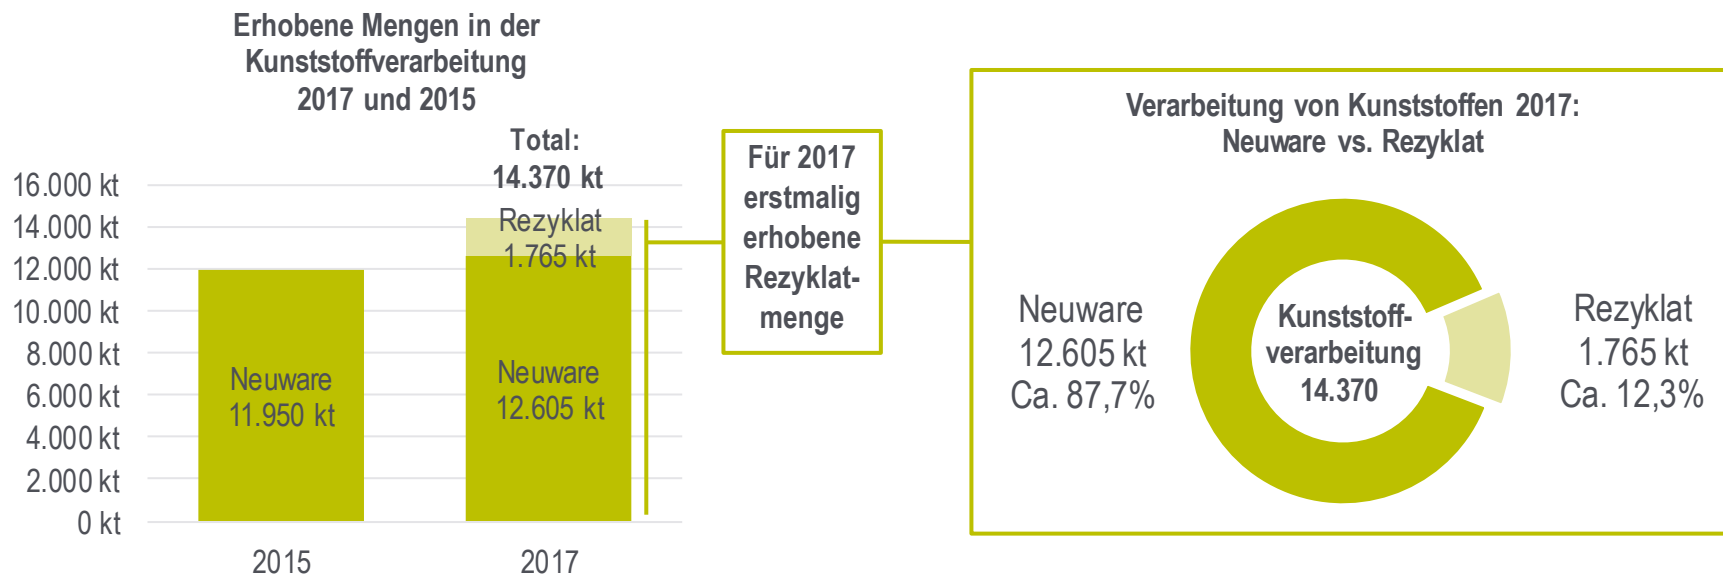 Erhobene Mengen in der
Kunststoffverarbeitung
2017 und 2015
Total:
14.370 kt
16.000 kt
14.000 kt
12.000 kt
10.000 kt
8.000 kt
6.000 kt
4.000 kt
2.000 kt
0 kt
Rezyklat
1.765 kt
Neuware
11.950 kt
Neuware
12.605 kt
2015
2017
Für 2017
erstmalig
erhobene
Rezyklat-
menge
Verarbeitung von Kunststoffen 2017:
Neuware vs. Rezyklat
Neuware
12.605 kt
Ca. 87,7%
Kunststoff-
verarbeitung
14.370
Rezyklat
1.765 kt
Ca. 12,3%